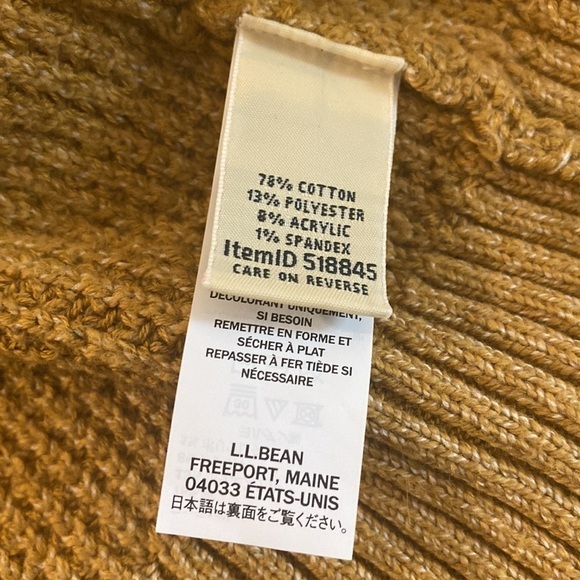 78% COTTON
13% POLYESTER
8% ACRYLIC
1% SPANDEX
ItemID 518845
CARE ON REVERSE
DÉCOLORANT UNIQUEMENT,
SI BESOIN
REMETTRE EN FORME ET
SÉCHER À PLAT
REPASSER À FER TIÈDE SI
NÉCESSAIRE
L.L.BEAN
FREEPORT, MAINE
04033 ÉTATS-UNIS
日本語は裏面をご覧ください。